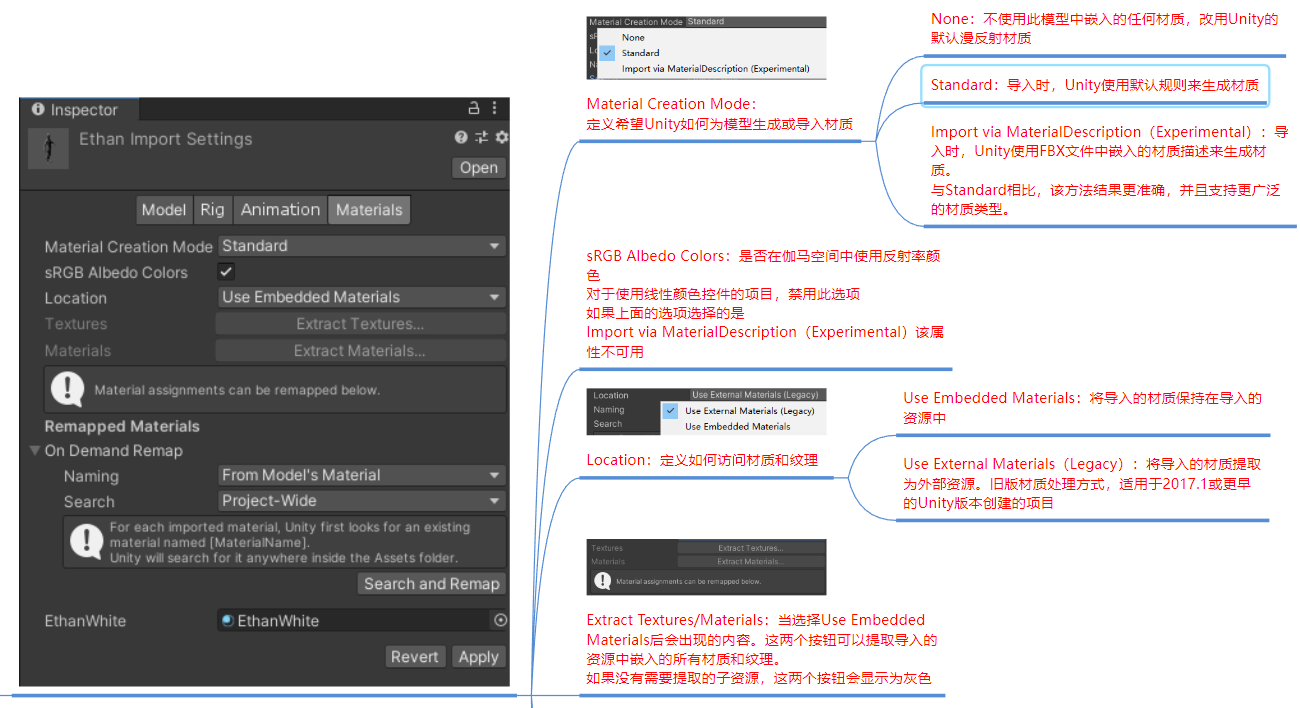 Inspector
Ethan Import Settings
Open
Model
Rig
Animation
Materials
Material Creation Mode
Standard
sRGB Albedo Colors
Location
Use Embedded Materials
Textures
Extract Textures...
Materials
Extract Materials...
Material assignments can be remapped below.
Remapped Materials
On Demand Remap
Naming
From Model's Material
Search
Project-Wide
For each imported material, Unity first looks for an existing
material named [MaterialName].
Unity will search for it anywhere inside the Assets folder.
Search and Remap
EthanWhite
EthanWhite
Revert
Apply
Material Creation Mode
Standard
None
Standard
Import via MaterialDescription (Experimental)
Material Creation Mode：
定义希望Unity如何为模型生成或导入材质
None：不使用此模型中嵌入的任何材质，改用Unity的
默认漫反射材质
Standard：导入时，Unity使用默认规则来生成材质
Import via MaterialDescription（Experimental）：导
入时，Unity使用FBX文件中嵌入的材质描述来生成材
质。
与Standard相比，该方法结果更准确，并且支持更广泛
的材质类型。
sRGB Albedo Colors：是否在伽马空间中使用反射率颜
色
对于使用线性颜色控件的项目，禁用此选项
如果上面的选项选择的是
Import via MaterialDescription（Experimental）该属
性不可用
Location
Use External Materials (Legacy)
Naming
Use External Materials (Legacy)
Search
Use Embedded Materials
Location：定义如何访问材质和纹理
Use Embedded Materials：将导入的材质保持在导入的
资源中
Use External Materials（Legacy）：将导入的材质提取
为外部资源。旧版材质处理方式，适用于2017.1或更早
的Unity版本创建的项目
Textures
Extract Textures...
Materials
Extract Materials...
Material assignments can be remapped below.
Extract Textures/Materials：当选择Use Embedded
Materials后会出现的内容。这两个按钮可以提取导入的
资源中嵌入的所有材质和纹理。
如果没有需要提取的子资源，这两个按钮会显示为灰色